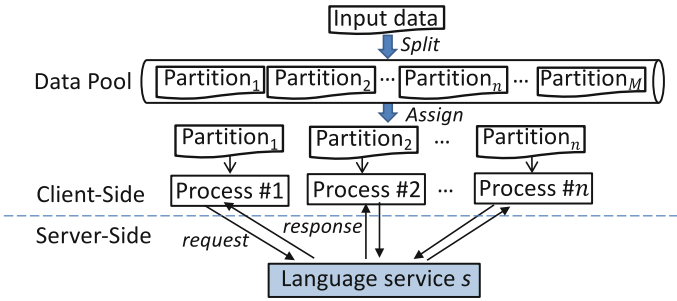 Input data
Split
Data Pool
Partition1 Partition2 ... Partitionn ... PartitionM
Assign
Partition1 Partition2 ... Partitionn
Client-Side
Process #1 Process #2 ... Process #n
Server-Side
request response
Language service s